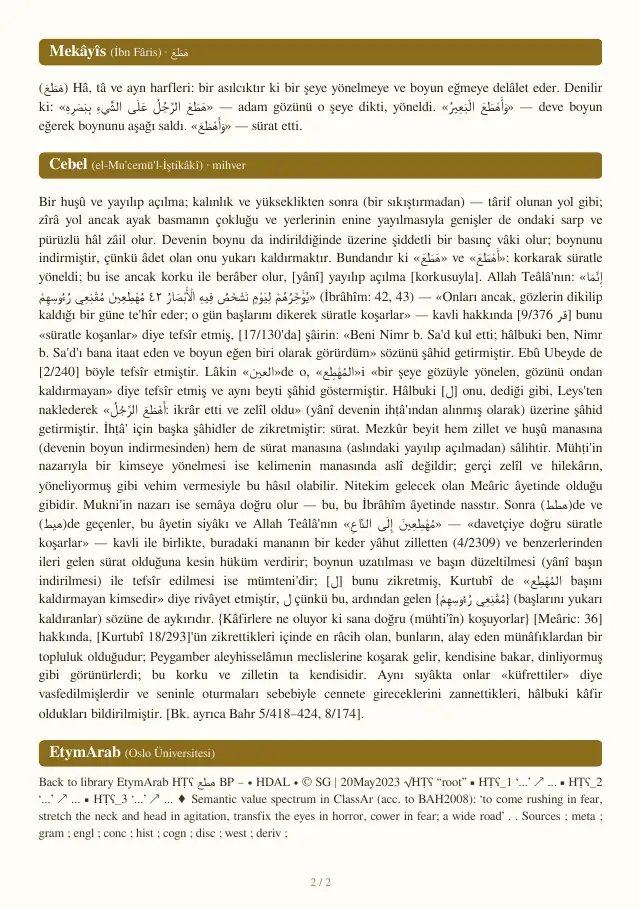 Mekâyîs (İbn Fâris) · هَطَعَ
(هَطَعَ) Hâ, tâ ve ayn harfleri: bir asılcıktır ki bir şeye yönelmeye ve boyun eğmeye delâlet eder. Denilir
ki: «هَطَعَ الرَّجُلُ عَلَى الشَّيْءِ بِبَصَرِهِ» — adam gözünü o şeye dikti, yöneldi. «وَأَهْطَعَ الْبَعِيرُ» — deve boyun
eğerek boynunu aşağı saldı. «وَأَهْطَعَ» — sürat etti.
Cebel (el-Mu'cemü'l-İştikâkî) · mihver
Bir huşû ve yayılıp açılma; kalınlık ve yükseklikten sonra (bir sıkıştırmadan) — târif olunan yol gibi;
zîrâ yol ancak ayak basmanın çokluğu ve yerlerinin enine yayılmasıyla genişler de ondaki sarp ve
pürüzlü hâl zâil olur. Devenin boynu da indirildiğinde üzerine şiddetli bir basınç vâki olur; boynunu
indirmiştir, çünkü âdet olan onu yukarı kaldırmaktır. Bundandır ki «هَطَعَ» ve «أَهْطَعَ»: korkarak süratle
yöneldi; bu ise ancak korku ile berâber olur, [yânî] yayılıp açılma [korkusuyla]. Allah Teâlâ'nın: «إِنَّمَا
يُؤَخِّرُهُمْ لِيَوْمٍ تَشْخَصُ فِيهِ الْأَبْصَارُ ٤٢ مُهْطِعِينَ مُقْنِعِي رُءُوسِهِمْ» (İbrâhîm: 42, 43) — «Onları ancak, gözlerin dikilip
kaldığı bir güne te'hîr eder; o gün başlarını dikerek süratle koşarlar» — kavli hakkında [9/376 قر] bunu
«süratle koşanlar» diye tefsîr etmiş, [17/130'da] şâirin: «Beni Nimr b. Sa'd kul etti; hâlbuki ben, Nimr
b. Sa'd'ı bana itaat eden ve boyun eğen biri olarak görürdüm» sözünü şâhid getirmiştir. Ebû Ubeyde de
[2/240] böyle tefsîr etmiştir. Lâkin «العين»de o, «المُهْطِع»i «bir şeye gözüyle yönelen, gözünü ondan
kaldırmayan» diye tefsîr etmiş ve aynı beyti şâhid göstermiştir. Hâlbuki [ل] onu, dediği gibi, Leys'ten
naklederek «أَهْطَعَ الرَّجُلُ: ikrâr etti ve zelîl oldu» (yânî devenin ihṭâ'ından alınmış olarak) üzerine şâhid
getirmiştir. İhṭâ' için başka şâhidler de zikretmiştir: sürat. Mezkûr beyit hem zillet ve huşû manasına
(devenin boyun indirmesinden) hem de sürat manasına (aslındaki yayılıp açılmadan) sâlihtir. Mühṭi'in
nazarıyla bir kimseye yönelmesi ise kelimenin manasında aslî değildir; gerçi zelîl ve hilekârın,
yöneliyormuş gibi vehim vermesiyle bu hâsıl olabilir. Nitekim gelecek olan Meâric âyetinde olduğu
gibidir. Mukni'in nazarı ise semâya doğru olur — bu, bu İbrâhîm âyetinde nasstır. Sonra (هطط)de ve
(هيط)de geçenler, bu âyetin siyâkı ve Allah Teâlâ'nın «مُهْطِعِينَ إِلَى الدَّاعِ» — «davetçiye doğru süratle
koşarlar» — kavli ile birlikte, buradaki mananın bir keder yâhut zilletten (4/2309) ve benzerlerinden
ileri gelen sürat olduğuna kesin hüküm verdirir; boynun uzatılması ve başın düzeltilmesi (yânî başın
indirilmesi) ile tefsîr edilmesi ise mümteni'dir; [ل] bunu zikretmiş, Kurtubî de «المُهْطِع başını
kaldırmayan kimsedir» diye rivâyet etmiştir, ل çünkü bu, ardından gelen {مُقْنِعِي رُءُوسِهِمْ} (başlarını yukarı
kaldıranlar) sözüne de aykırıdır. {Kâfirlere ne oluyor ki sana doğru (mühti'în) koşuyorlar} [Meâric: 36]
hakkında, [Kurtubî 18/293]'ün zikrettikleri içinde en râcih olan, bunların, alay eden münâfıklardan bir
topluluk olduğudur; Peygamber aleyhisselâmın meclislerine koşarak gelir, kendisine bakar, dinliyormuş
gibi görünürlerdi; bu korku ve zilletin ta kendisidir. Aynı sıyâkta onlar «küfrettiler» diye
vasfedilmişlerdir ve seninle oturmaları sebebiyle cennete gireceklerini zannettikleri, hâlbuki kâfir
oldukları bildirilmiştir. [Bk. ayrıca Bahr 5/418–424, 8/174].
EtymArab (Oslo Üniversitesi)
Back to library EtymArab HṬʕ هطع BP – • HDAL • © SG | 20May2023 √HṬʕ “root” ▪ HṬʕ_1 ‘...’ ↗ ... ▪ HṬʕ_2
‘...’ ↗ ... ▪ HṬʕ_3 ‘...’ ↗ ... ♦ Semantic value spectrum in ClassAr (acc. to BAH2008): ‘to come rushing in fear,
stretch the neck and head in agitation, transfix the eyes in horror, cower in fear; a wide road’ . . Sources ; meta ;
gram ; engl ; conc ; hist ; cogn ; disc ; west ; deriv ;
2 / 2